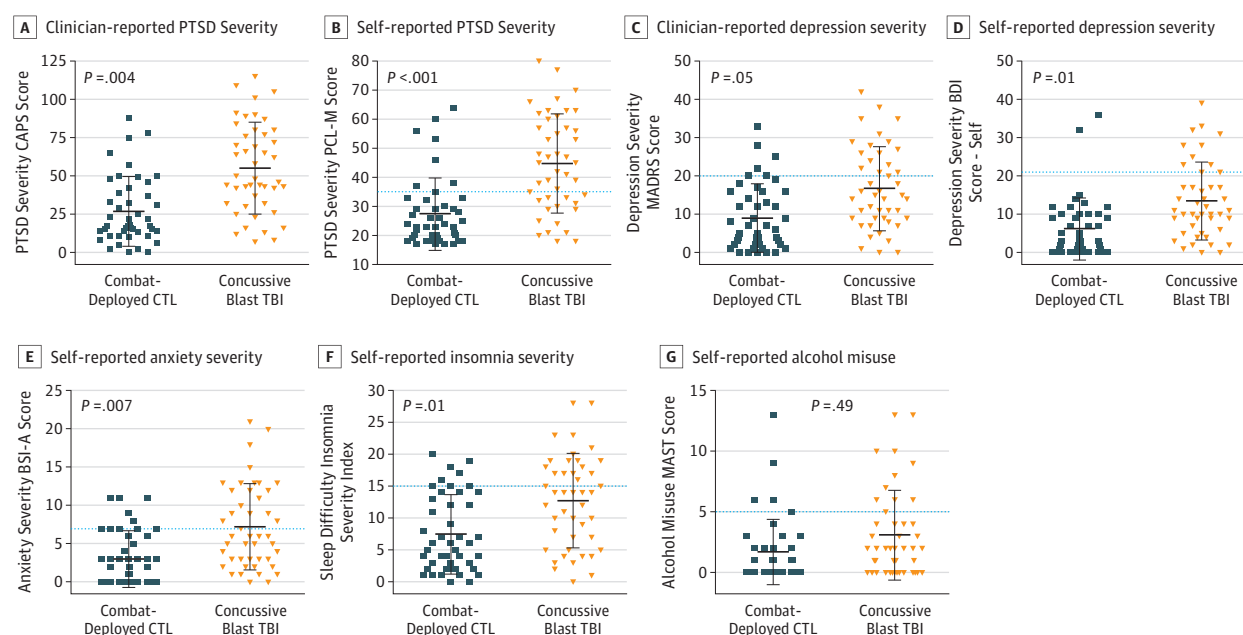 A Clinician-reported PTSD Severity
PTSD Severity CAPS Score
125
100
75
50
25
0
P =.004
Combat-
Deployed CTL
Concussive
Blast TBI
B Self-reported PTSD Severity
PTSD Severity PCL-M Score
80
70
60
50
40
30
20
10
P <.001
Combat-
Deployed CTL
Concussive
Blast TBI
C Clinician-reported depression severity
Depression Severity
MADRS Score
50
40
30
20
10
0
P =.05
Combat-
Deployed CTL
Concussive
Blast TBI
D Self-reported depression severity
Depression Severity BDI
Score - Self
50
40
30
20
10
0
P =.01
Combat-
Deployed CTL
Concussive
Blast TBI
E Self-reported anxiety severity
Anxiety Severity BSI-A Score
25
20
15
10
5
0
P =.007
Combat-
Deployed CTL
Concussive
Blast TBI
F Self-reported insomnia severity
Sleep Difficulty Insomnia
Severity Index
30
25
20
15
10
5
0
P =.01
Combat-
Deployed CTL
Concussive
Blast TBI
G Self-reported alcohol misuse
Alcohol Misuse MAST Score
15
10
5
0
P =.49
Combat-
Deployed CTL
Concussive
Blast TBI